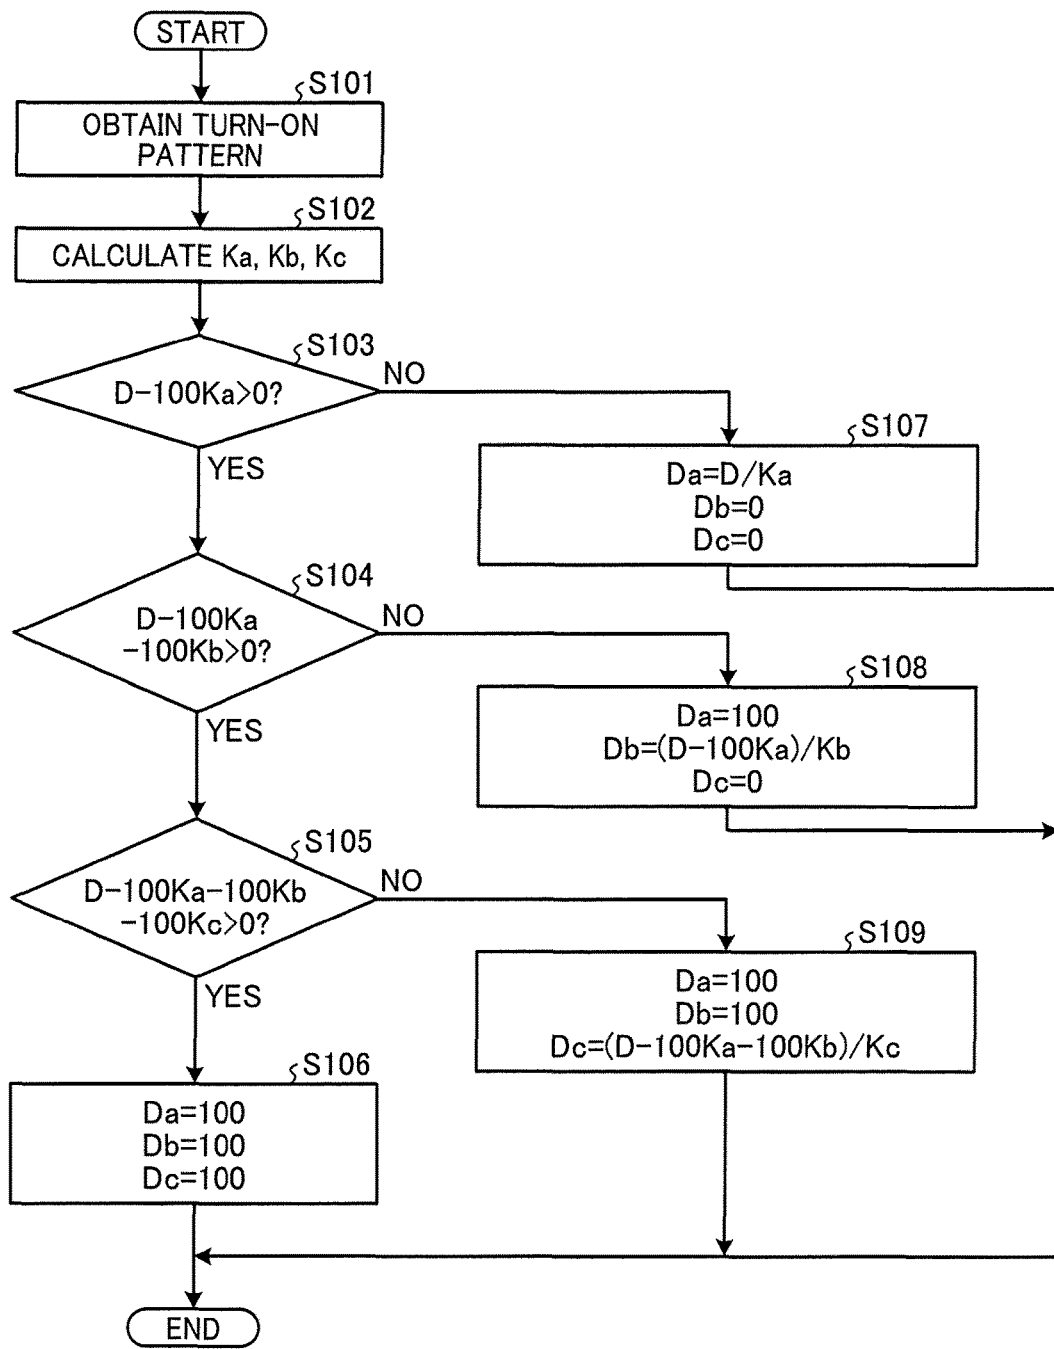 START
S101
OBTAIN TURN-ON
PATTERN
S102
CALCULATE Ka, Kb, Kc
S103
D-100Ka>0?
NO
YES
S107
Da=D/Ka
Db=0
Dc=0
S104
D-100Ka
-100Kb>0?
NO
YES
S108
Da=100
Db=(D-100Ka)/Kb
Dc=0
S105
D-100Ka-100Kb
-100Kc>0?
NO
YES
S109
Da=100
Db=100
Dc=(D-100Ka-100Kb)/Kc
S106
Da=100
Db=100
Dc=100
END